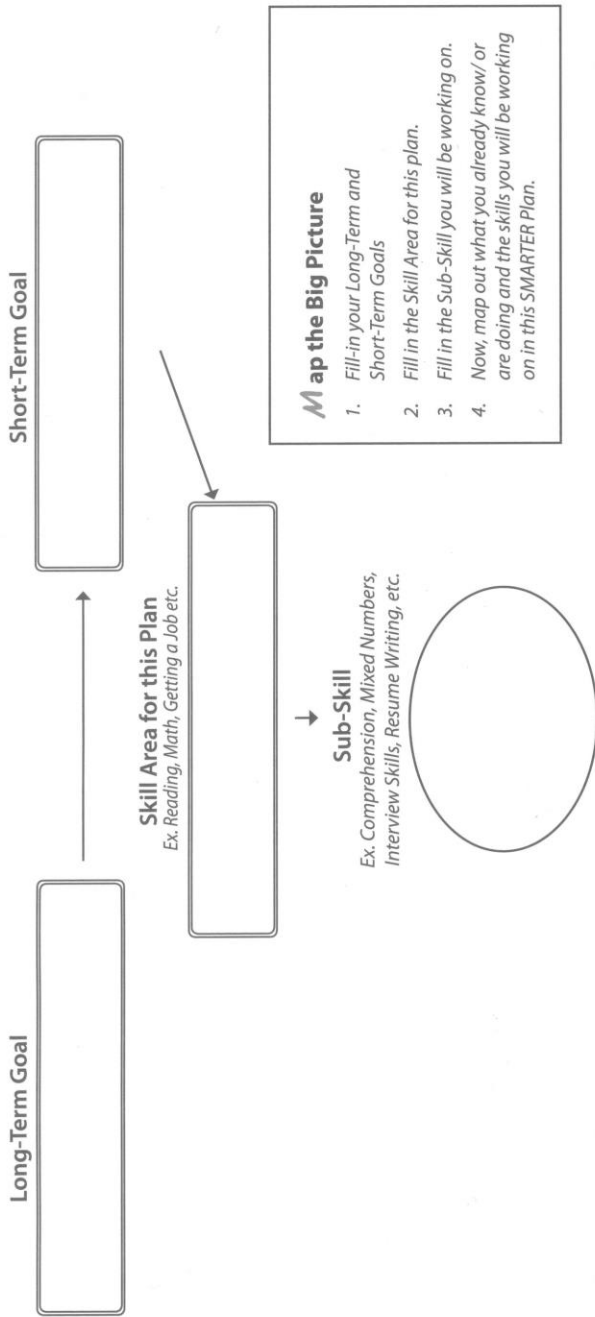 Long-Term Goal
Short-Term Goal
Skill Area for this Plan
Ex. Reading, Math, Getting a Job etc.
Sub-Skill
Ex. Comprehension, Mixed Numbers,
Interview Skills, Resume Writing, etc.
Map the Big Picture
1. Fill-in your Long-Term and
Short-Term Goals
2. Fill in the Skill Area for this plan.
3. Fill in the Sub-Skill you will be working on.
4. Now, map out what you already know/ or
are doing and the skills you will be working
on in this SMARTER Plan.